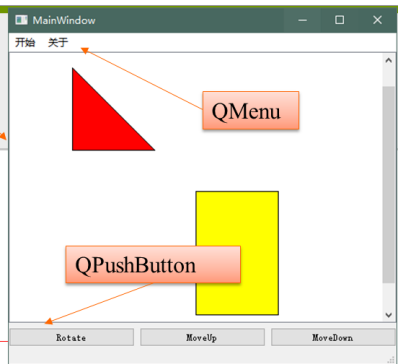 MainWindow
开始 关于
QMenu
QPushButton
Rotate MoveUp MoveDown